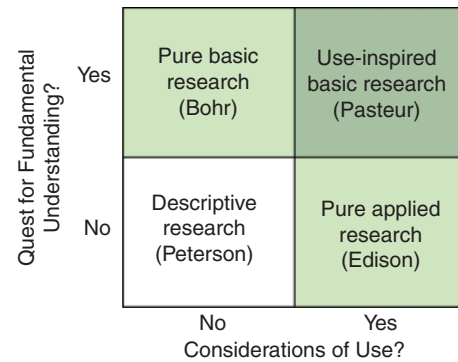 Quest for Fundamental
Understanding?
Yes
Pure basic
research
(Bohr)
Use-inspired
basic research
(Pasteur)
No
Descriptive
research
(Peterson)
Pure applied
research
(Edison)
No
Yes
Considerations of Use?